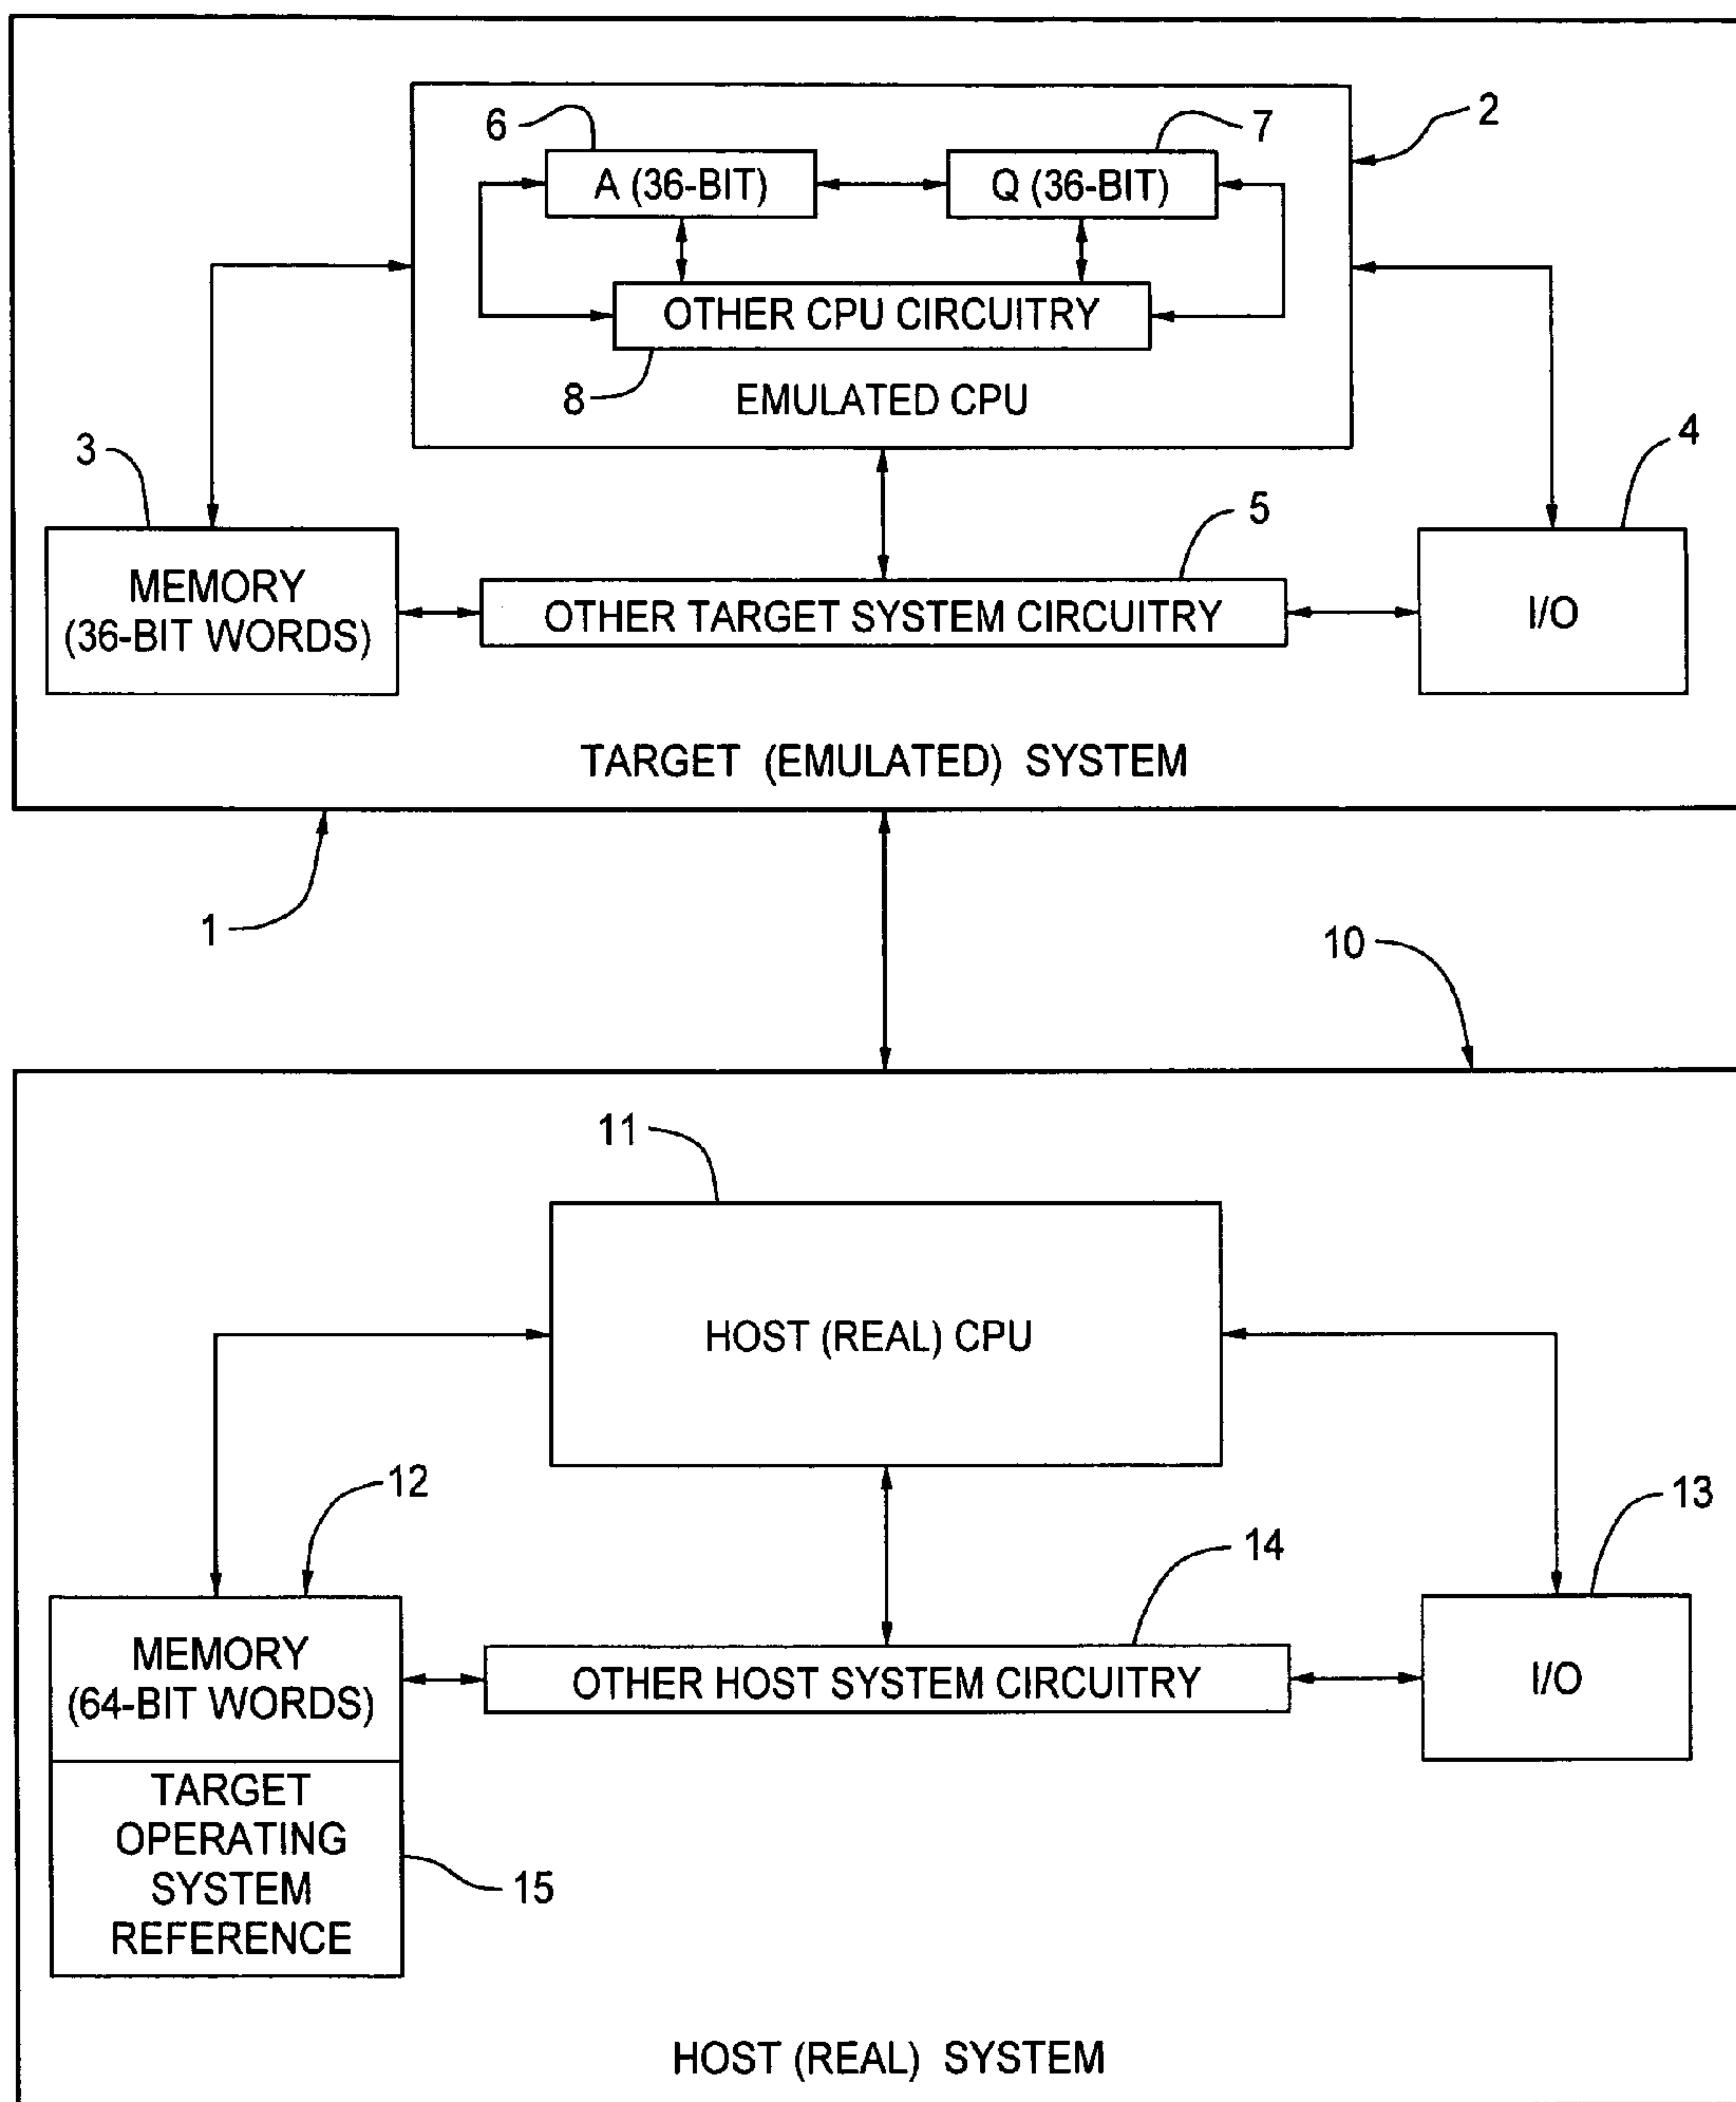 6
7
2
A (36-BIT)
Q (36-BIT)
OTHER CPU CIRCUITRY
8
EMULATED CPU
3
4
5
MEMORY
(36-BIT WORDS)
OTHER TARGET SYSTEM CIRCUITRY
I/O
TARGET (EMULATED) SYSTEM
1
10
11
HOST (REAL) CPU
12
13
14
MEMORY
(64-BIT WORDS)
OTHER HOST SYSTEM CIRCUITRY
I/O
TARGET
OPERATING
SYSTEM
REFERENCE
15
HOST (REAL) SYSTEM